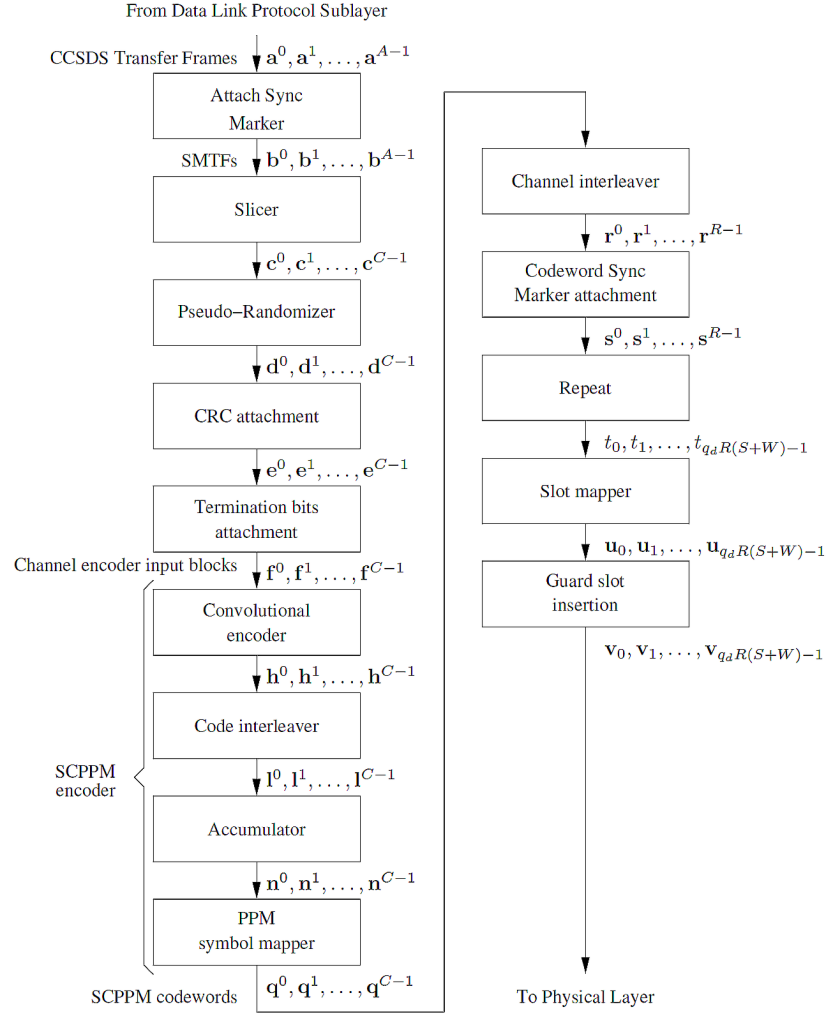 From Data Link Protocol Sublayer
CCSDS Transfer Frames a^0, a^1, . . . , a^{A−1}
Attach Sync
Marker
SMTFs b^0, b^1, . . . , b^{A−1}
Slicer
c^0, c^1, . . . , c^{C−1}
Pseudo–Randomizer
d^0, d^1, . . . , d^{C−1}
CRC attachment
e^0, e^1, . . . , e^{C−1}
Termination bits
attachment
Channel encoder input blocks f^0, f^1, . . . , f^{C−1}
Convolutional
encoder
h^0, h^1, . . . , h^{C−1}
Code interleaver
SCPPM
encoder
l^0, l^1, . . . , l^{C−1}
Accumulator
n^0, n^1, . . . , n^{C−1}
PPM
symbol mapper
SCPPM codewords q^0, q^1, . . . , q^{C−1}
Channel interleaver
r^0, r^1, . . . , r^{R−1}
Codeword Sync
Marker attachment
s^0, s^1, . . . , s^{R−1}
Repeat
t_0, t_1, . . . , t_{q_d R(S+W)−1}
Slot mapper
u_0, u_1, . . . , u_{q_d R(S+W)−1}
Guard slot
insertion
v_0, v_1, . . . , v_{q_d R(S+W)−1}
To Physical Layer